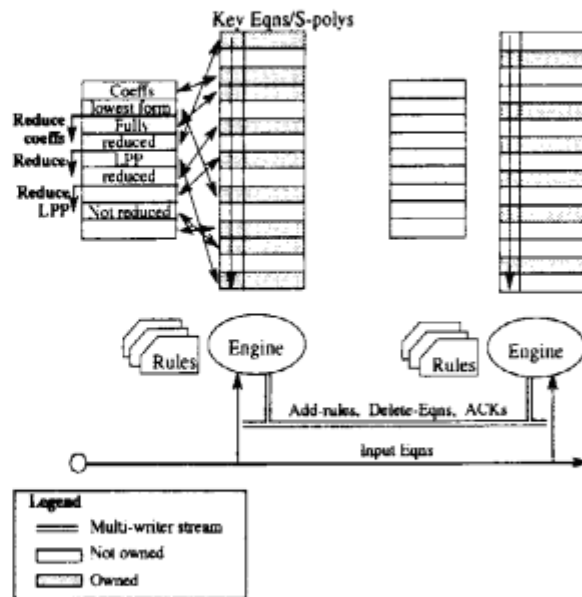 Key Eqns/S-polys
Coeffs
lowest form
Reduce
coeffs
Fully
reduced
Reduce
LPP
reduced
Reduce
LPP
Not reduced
Rules
Engine
Rules
Engine
Add-rules, Delete-Eqns, ACKs
Input Eqns
Legend
Multi-writer stream
Not owned
Owned